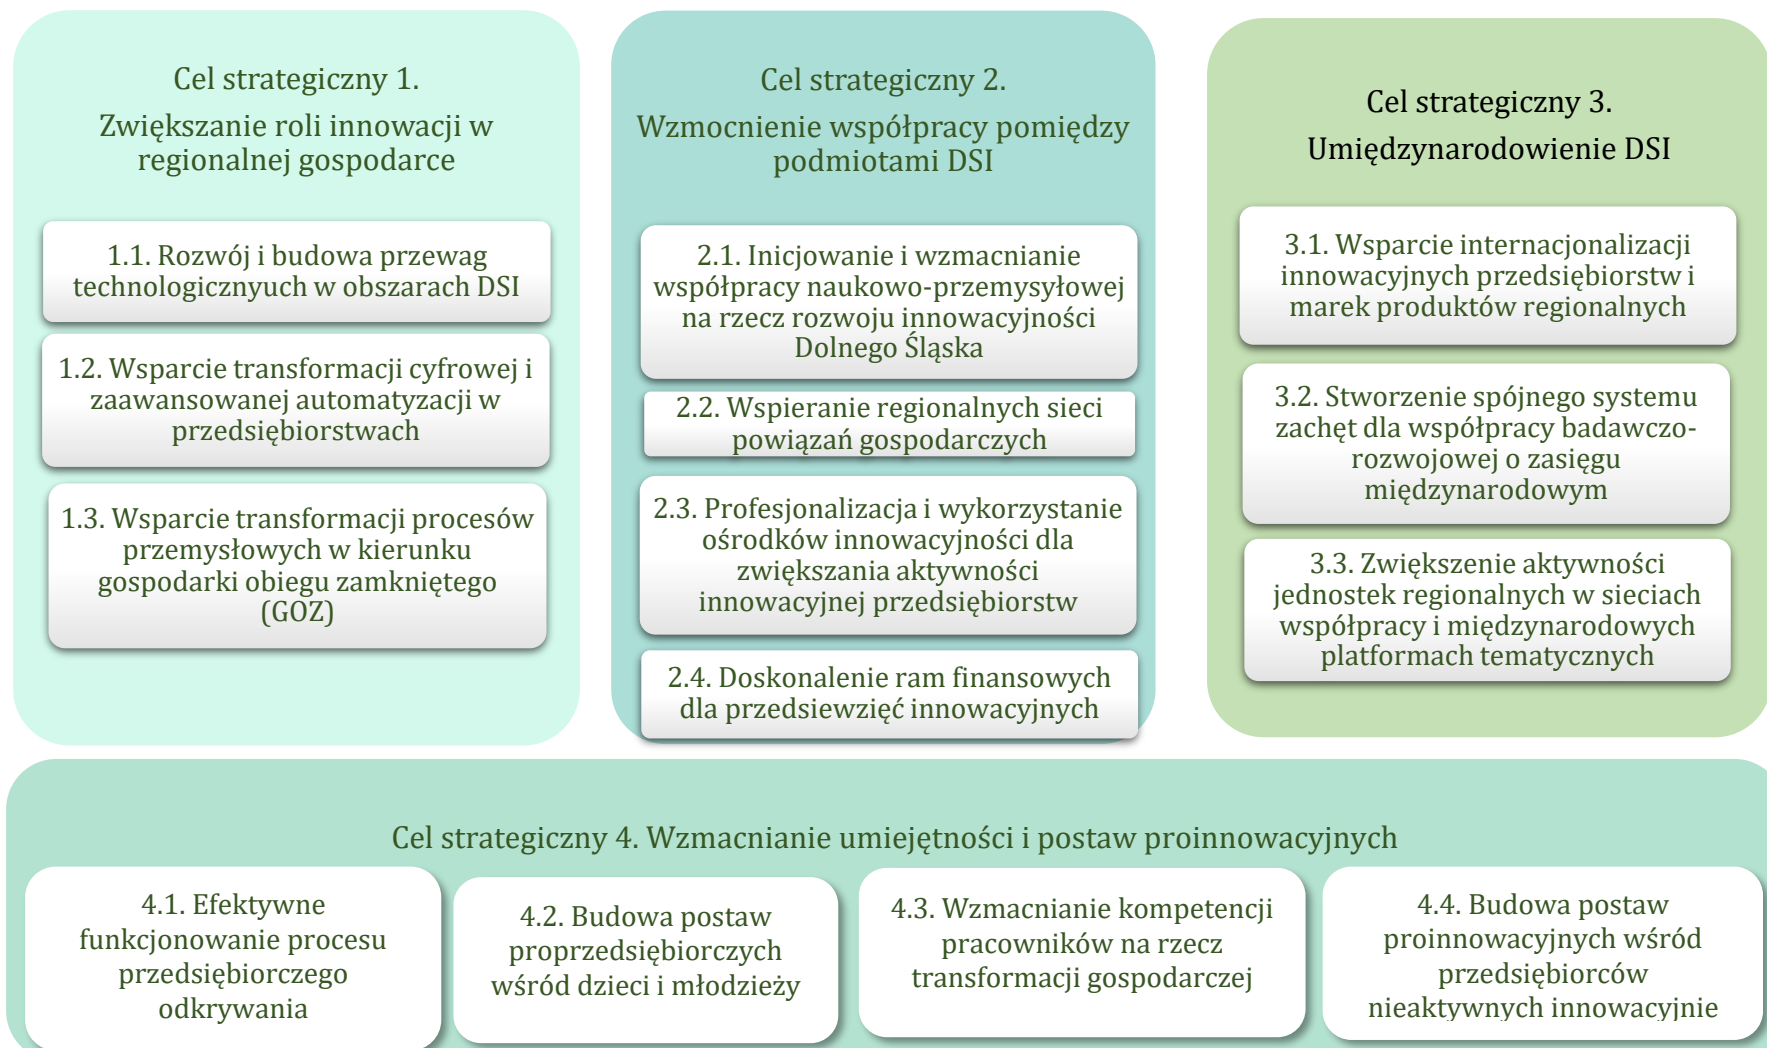 Cel strategiczny 1.
Zwiększanie roli innowacji w
regionalnej gospodarce
1.1. Rozwój i budowa przewag
technologicznyuch w obszarach DSI
1.2. Wsparcie transformacji cyfrowej i
zaawansowanej automatyzacji w
przedsiębiorstwach
1.3. Wsparcie transformacji procesów
przemysłowych w kierunku
gospodarki obiegu zamkniętego
(GOZ)
Cel strategiczny 2.
Wzmocnienie współpracy pomiędzy
podmiotami DSI
2.1. Inicjowanie i wzmacnianie
współpracy naukowo-przemysyłowej
na rzecz rozwoju innowacyjności
Dolnego Śląska
2.2. Wspieranie regionalnych sieci
powiązań gospodarczych
2.3. Profesjonalizacja i wykorzystanie
ośrodków innowacyjności dla
zwiększania aktywności
innowacyjnej przedsiębiorstw
2.4. Doskonalenie ram finansowych
dla przedsiewzięć innowacyjnych
Cel strategiczny 3.
Umiędzynarodowienie DSI
3.1. Wsparcie internacjonalizacji
innowacyjnych przedsiębiorstw i
marek produktów regionalnych
3.2. Stworzenie spójnego systemu
zachęt dla współpracy badawczo-
rozwojowej o zasięgu
międzynarodowym
3.3. Zwiększenie aktywności
jednostek regionalnych w sieciach
współpracy i międzynarodowych
platformach tematycznych
Cel strategiczny 4. Wzmacnianie umiejętności i postaw proinnowacyjnych
4.1. Efektywne
funkcjonowanie procesu
przedsiębiorczego
odkrywania
4.2. Budowa postaw
proprzedsiębiorczych
wśród dzieci i młodzieży
4.3. Wzmacnianie kompetencji
pracowników na rzecz
transformacji gospodarczej
4.4. Budowa postaw
proinnowacyjnych wśród
przedsiębiorców
nieaktywnych innowacyjnie